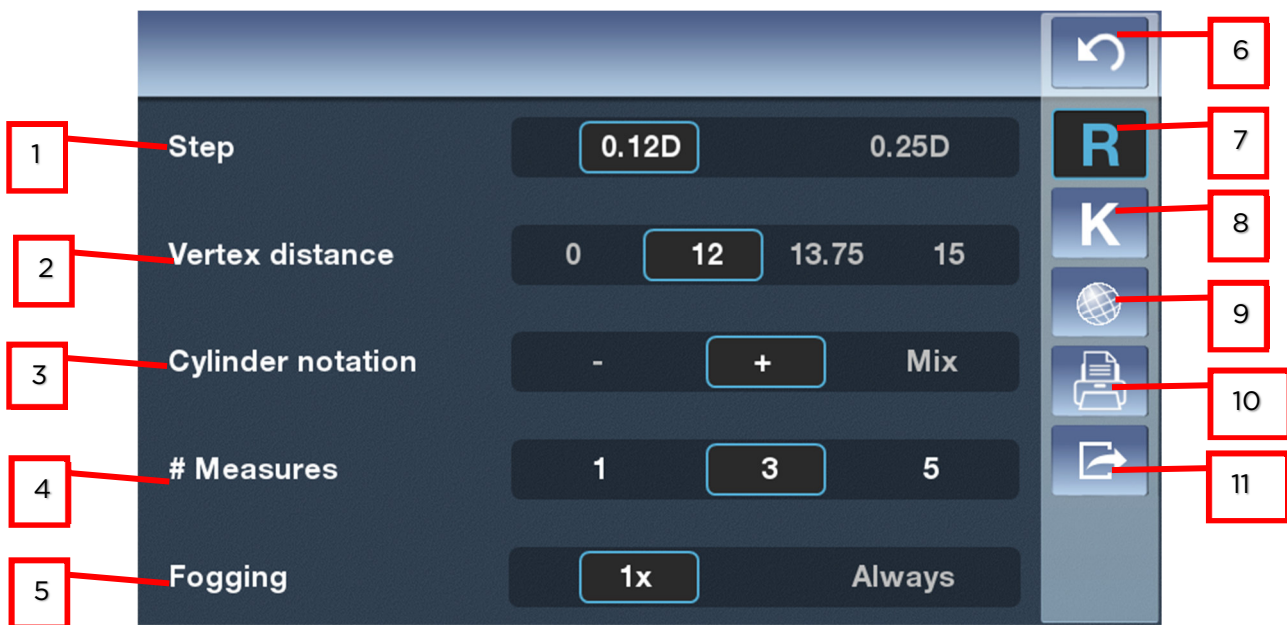 6
1 Step 0.12D 0.25D R 7
2 Vertex distance 0 12 13.75 15 K 8
9
3 Cylinder notation - + Mix
10
4 # Measures 1 3 5
11
5 Fogging 1x Always